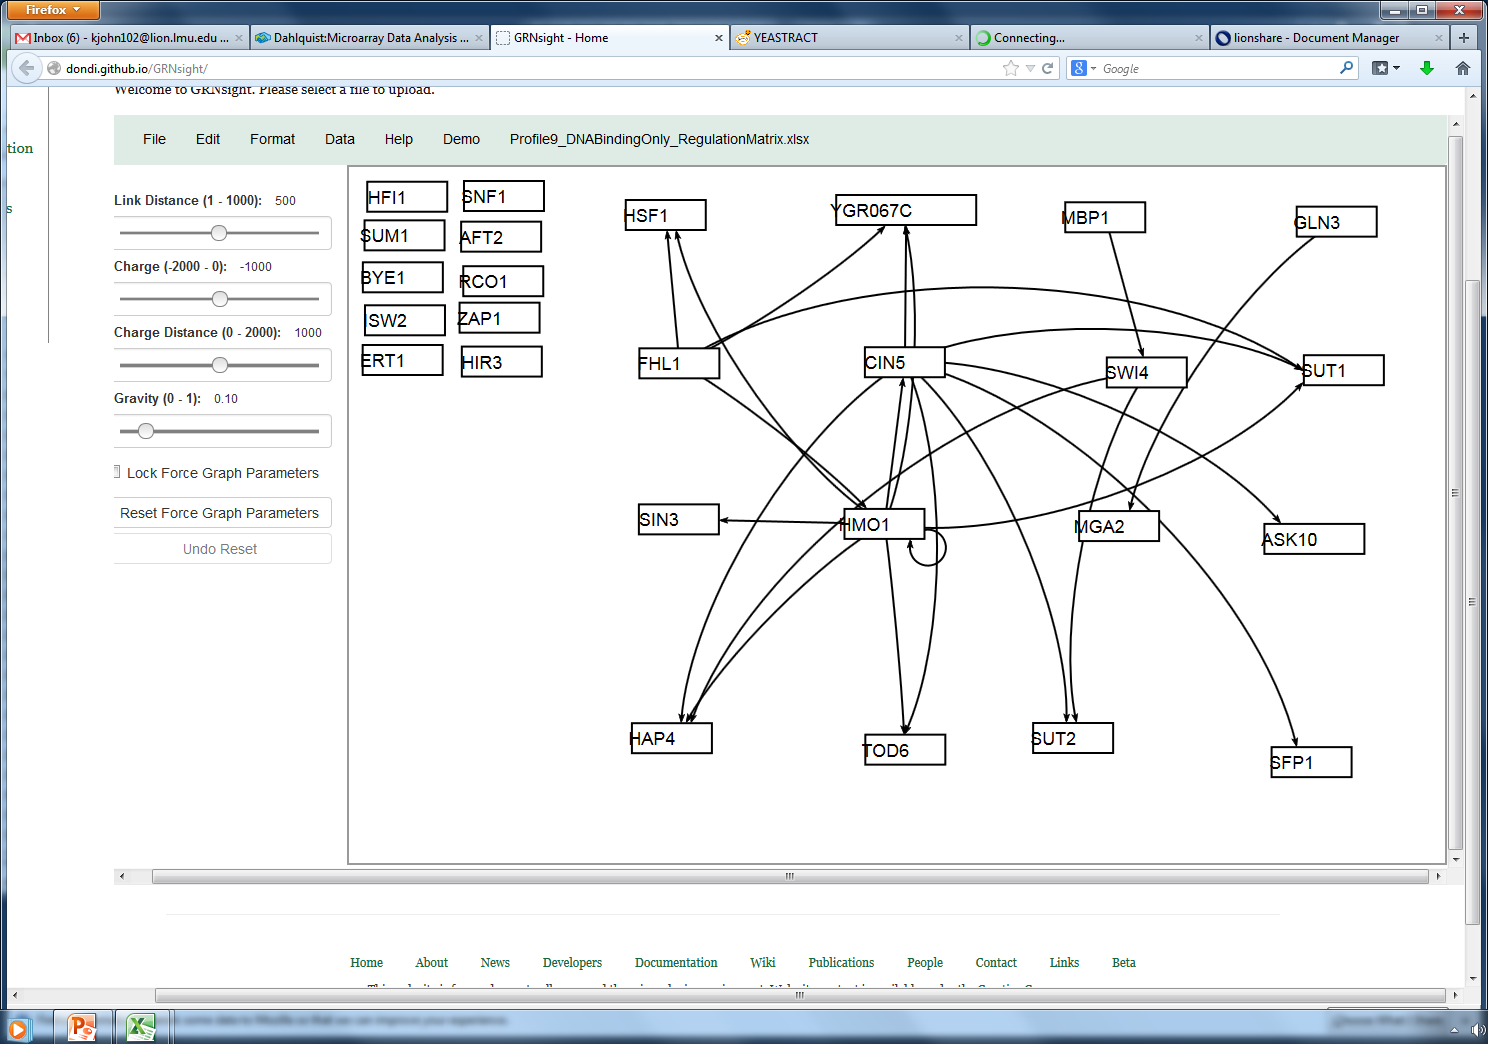 Firefox
Inbox (6) - kjohn102@lion.lmu.edu ...
Dahlquist:Microarray Data Analysis ...
GRNsight - Home
YEASTRACT
Connecting...
lionshare - Document Manager
dondi.github.io/GRNsight/
Google
Welcome to GRNsight. Please select a file to upload.
File Edit Format Data Help Demo Profile9_DNABindingOnly_RegulationMatrix.xlsx
tion
s
Link Distance (1 - 1000): 500
Charge (-2000 - 0): -1000
Charge Distance (0 - 2000): 1000
Gravity (0 - 1): 0.10
Lock Force Graph Parameters
Reset Force Graph Parameters
Undo Reset
HFI1 SNF1
SUM1 AFT2
BYE1 RCO1
ISW2 ZAP1
ERT1 HIR3
HSF1 YGR067C MBP1 GLN3
FHL1 CIN5 SWI4 SUT1
SIN3 HMO1 MGA2 ASK10
HAP4 TOD6 SUT2 SFP1
Home About News Developers Documentation Wiki Publications People Contact Links Beta